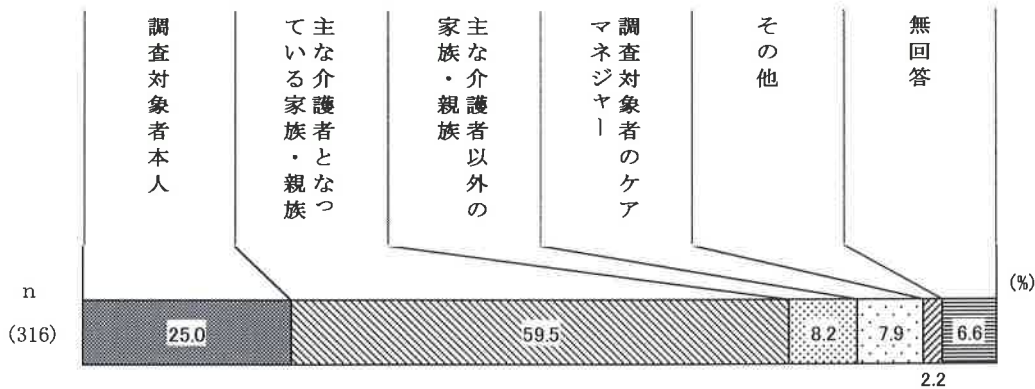 調査対象者本人
主な介護者となっ
ている家族・親族
主な介護者以外の
家族・親族
調査対象者のケア
マネジャー
その他
無回答
(%)
n
(316)
25.0
59.5
8.2
7.9
2.2
6.6